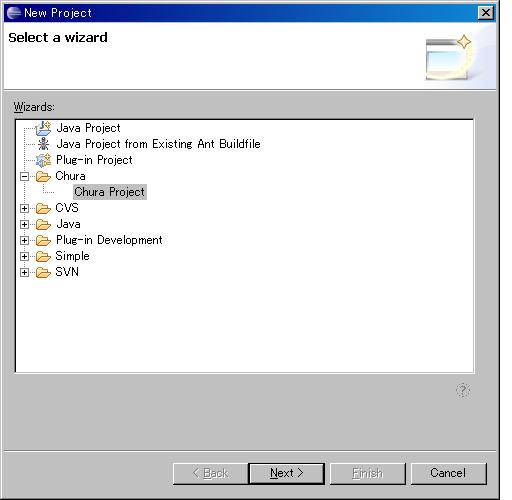 New Project
Select a wizard
Wizards:
Java Project
Java Project from Existing Ant Buildfile
Plug-in Project
Chura
Chura Project
CVS
Java
Plug-in Development
Simple
SVN
?
< Back Next > Finish Cancel